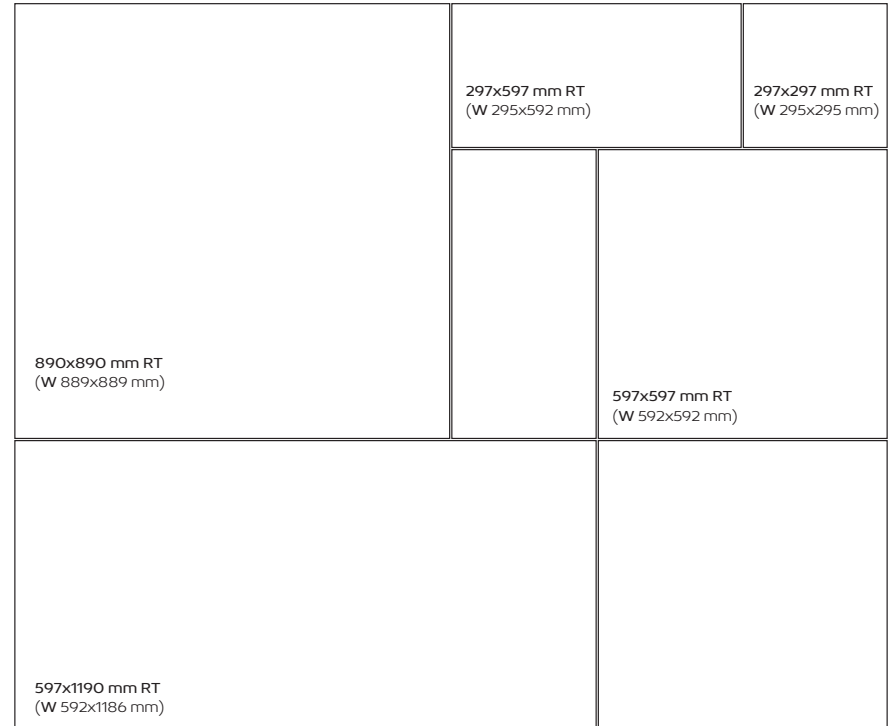 297x597 mm RT
(W 295x592 mm)
297x297 mm RT
(W 295x295 mm)
890x890 mm RT
(W 889x889 mm)
597x597 mm RT
(W 592x592 mm)
597x1190 mm RT
(W 592x1186 mm)